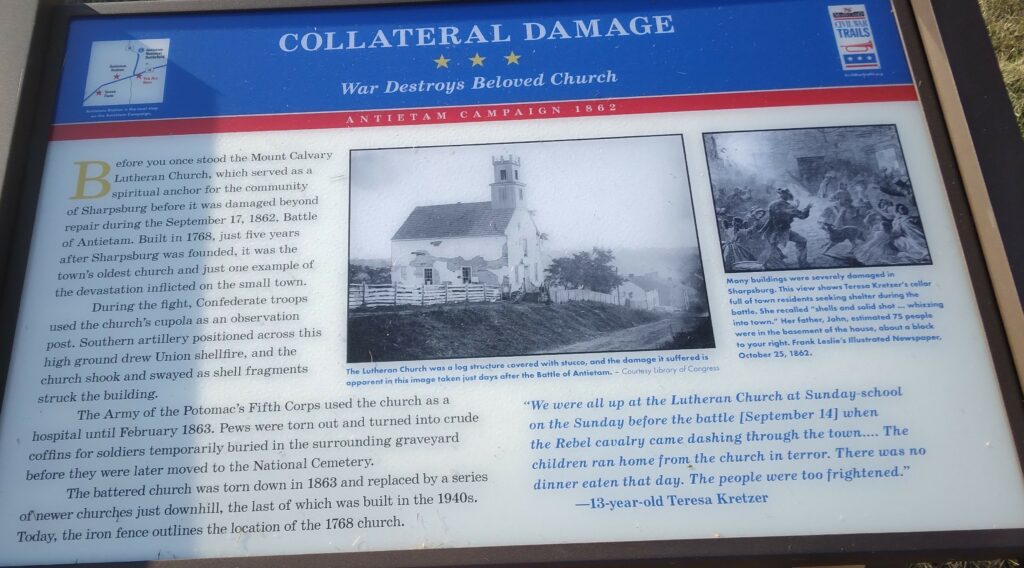 COLLATERAL DAMAGE
War Destroys Beloved Church
ANTIETAM CAMPAIGN 1862
MARYLAND
CIVIL WAR
TRAILS
Antietam
National
Battlefield
You Are
Here
Antietam Station is the next stop
on the Antietam Campaign.
Before you once stood the Mount Calvary
Lutheran Church, which served as a
spiritual anchor for the community
of Sharpsburg before it was damaged beyond
repair during the September 17, 1862, Battle
of Antietam. Built in 1768, just five years
after Sharpsburg was founded, it was the
town's oldest church and just one example of
the devastation inflicted on the small town.
During the fight, Confederate troops
used the church's cupola as an observation
post. Southern artillery positioned across this
high ground drew Union shellfire, and the
church shook and swayed as shell fragments
struck the building.
The Army of the Potomac's Fifth Corps used the church as a
hospital until February 1863. Pews were torn out and turned into crude
coffins for soldiers temporarily buried in the surrounding graveyard
before they were later moved to the National Cemetery.
The battered church was torn down in 1863 and replaced by a series
of newer churches just downhill, the last of which was built in the 1940s.
Today, the iron fence outlines the location of the 1768 church.
The Lutheran Church was a log structure covered with stucco, and the damage it suffered is
apparent in this image taken just days after the Battle of Antietam. – Courtesy Library of Congress
Many buildings were severely damaged in
Sharpsburg. This view shows Teresa Kretzer's cellar
full of town residents seeking shelter during the
battle. She recalled "shells and solid shot ... whizzing
into town." Her father, John, estimated 75 people
were in the basement of the house, about a block
to your right. Frank Leslie's Illustrated Newspaper,
October 25, 1862.
"We were all up at the Lutheran Church at Sunday-school
on the Sunday before the battle [September 14] when
the Rebel cavalry came dashing through the town.... The
children ran home from the church in terror. There was no
dinner eaten that day. The people were too frightened."
—13-year-old Teresa Kretzer